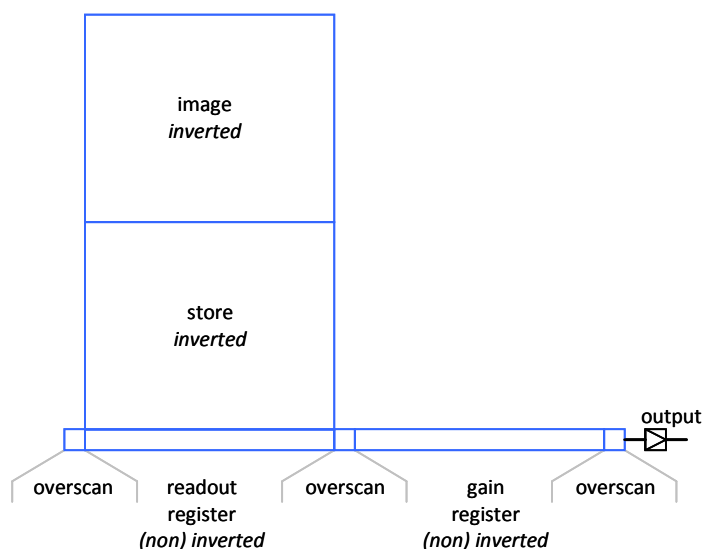 image
inverted
store
inverted
output
overscan
readout
register
(non) inverted
overscan
gain
register
(non) inverted
overscan